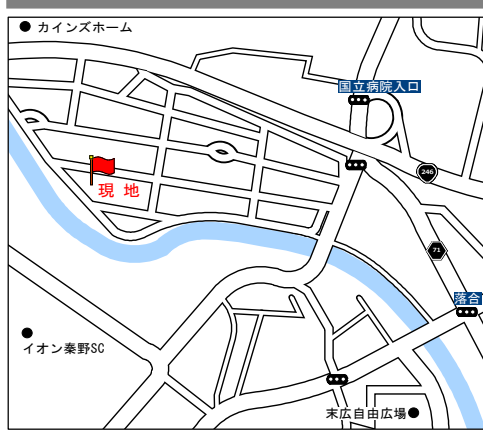 カインズホーム
国立病院入口
246
現 地
71
落合
イオン秦野SC
末広自由広場